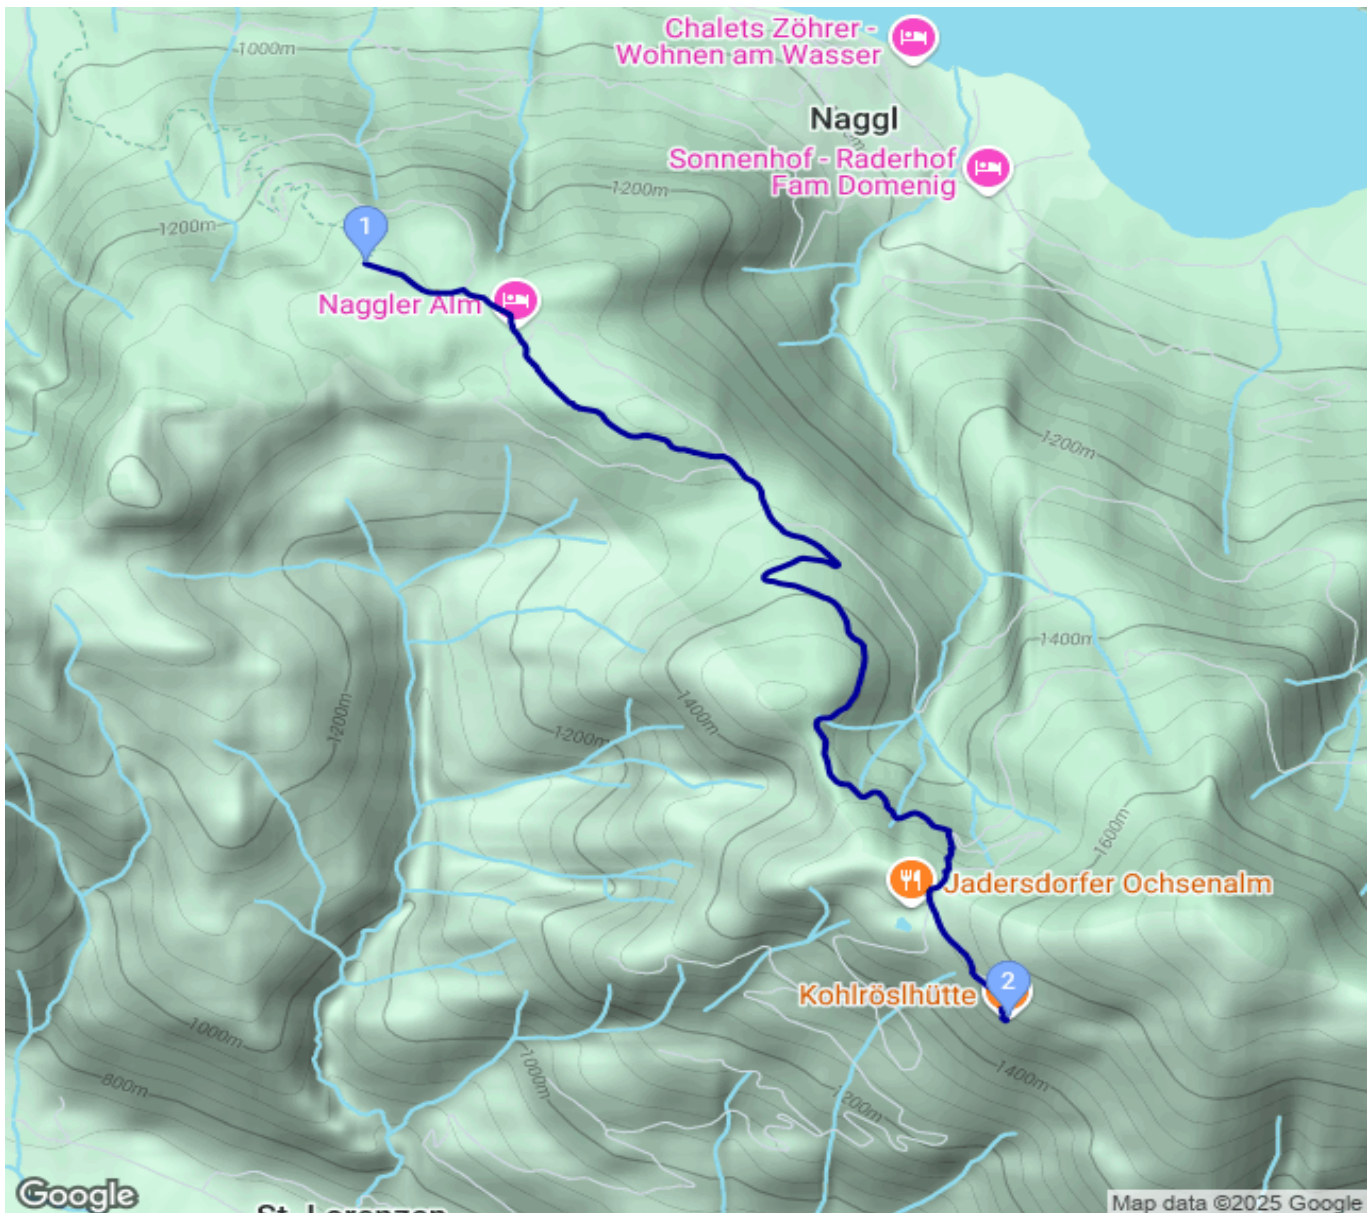 Chalets Zöhrer -
Wohnen am Wasser
1000m
Naggl
Sonnenhof - Raderhof
Fam Domenig
1200m
1200m
1
Naggler Alm
1200m
1400m
1200m
1400m
1200m
1600m
Jadersdorfer Ochsenalm
2
Kohlröslhütte
1000m
1000m
1400m
800m
1200m
Google
Map data ©2025 Google